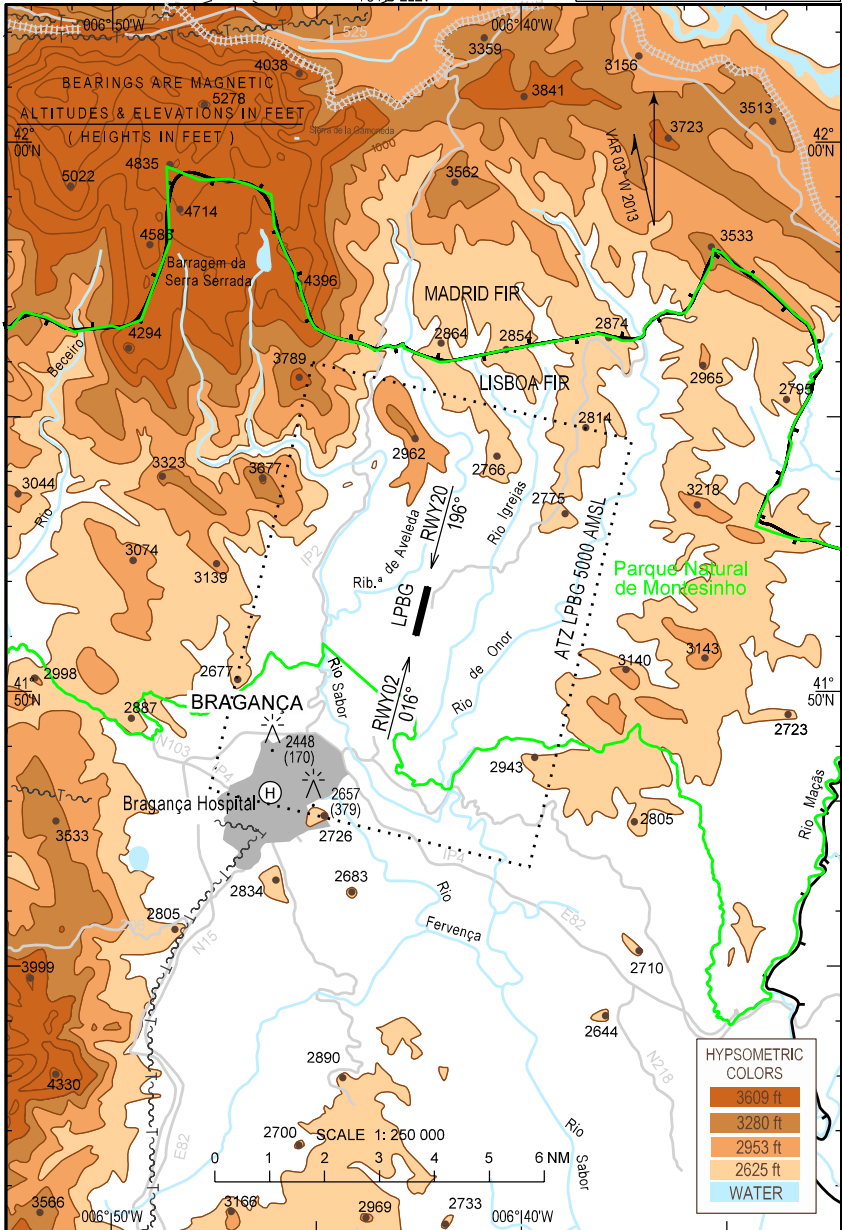 006°50'W
006°40'W
525
3359
4038
3156
BEARINGS ARE MAGNETIC
5278
3841
ALTITUDES & ELEVATIONS IN FEET
3513
( HEIGHTS IN FEET )
Sierra de la Gamoneda
1000
3723
42°
00'N
42°
00'N
VAR 03° W 2013
4835
5022
3562
4714
4586
3533
Barragem da
Serra Serrada
4396
MADRID FIR
4294
2864
2854
2874
Beceiro
3789
LISBOA FIR
2965
2795
2814
2962
2766
3323
3677
3044
Rio
RWY20
196°
Rio Igrejas
2775
3218
ATZ LPBG 5000 AMSL
3074
3139
IP2
Rib.ª de Aveleda
Parque Natural
de Montesinho
LPBG
Rio de Onor
3143
3140
2998
2677
41°
50'N
41°
50'N
Rio Sabor
BRAGANÇA
RWY02
016°
2887
2723
N103
2448
(170)
IP4
2943
Bragança Hospital
H
2657
(379)
Rio Maçãs
3533
2726
2805
IP4
2834
2683
Rio
Fervença
2805
N15
E82
2710
3999
2644
N218
4330
2890
HYPSOMETRIC
COLORS
3609 ft
3280 ft
2953 ft
2625 ft
WATER
2700
SCALE 1: 250 000
E82
0 1 2 3 4 5 6 NM
Rio Sabor
3566
3166
2969
2733
006°50'W
006°40'W